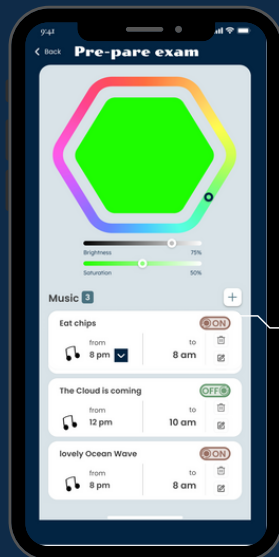 9:41
Back Pre-pare exam
Brightness 75%
Saturation 50%
Music 3
Eat chips ON
from to
8 pm 8 am
The Cloud is coming OFF
from to
12 pm 10 am
lovely Ocean Wave ON
from to
8 pm 8 am